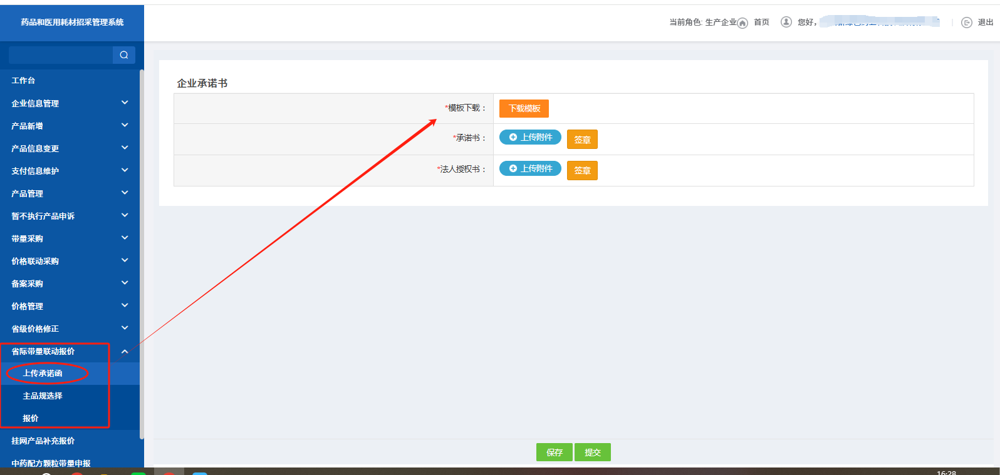 药品和医用耗材招采管理系统
当前角色: 生产企业
首页
您好,
退出
工作台
企业信息管理
产品新增
产品信息变更
支付信息维护
产品管理
暂不执行产品申诉
带量采购
价格联动采购
备案采购
价格管理
省级价格修正
省际带量联动报价
上传承诺函
主品规选择
报价
挂网产品补充报价
中药配方颗粒带量申报
企业承诺书
*模板下载：
下载模板
*承诺书：
上传附件
签章
*法人授权书：
上传附件
签章
保存
提交
16:28